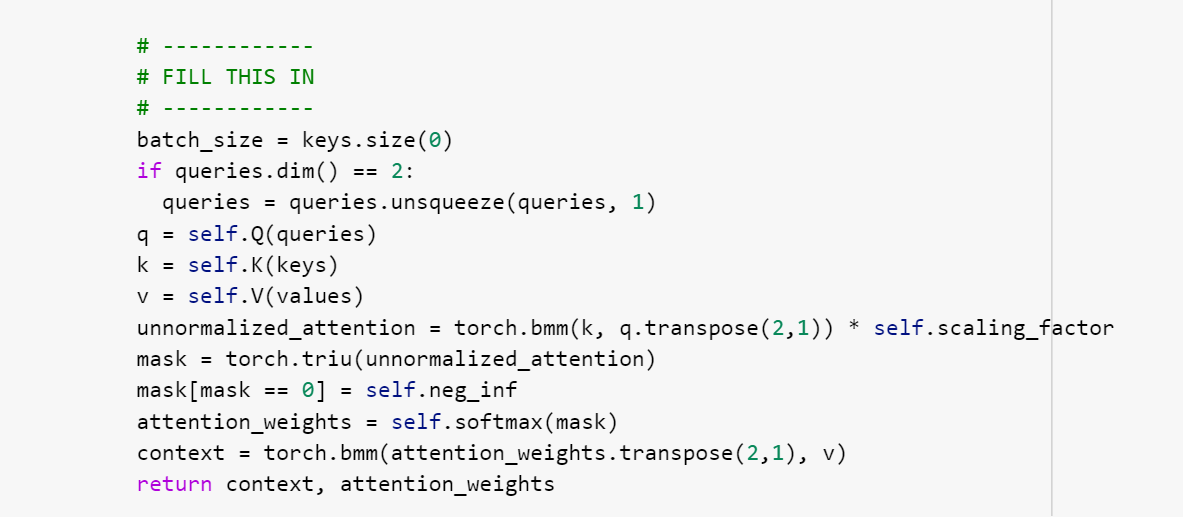 # ------------
# FILL THIS IN
# ------------
batch_size = keys.size(0)
if queries.dim() == 2:
  queries = queries.unsqueeze(queries, 1)
q = self.Q(queries)
k = self.K(keys)
v = self.V(values)
unnormalized_attention = torch.bmm(k, q.transpose(2,1)) * self.scaling_factor
mask = torch.triu(unnormalized_attention)
mask[mask == 0] = self.neg_inf
attention_weights = self.softmax(mask)
context = torch.bmm(attention_weights.transpose(2,1), v)
return context, attention_weights